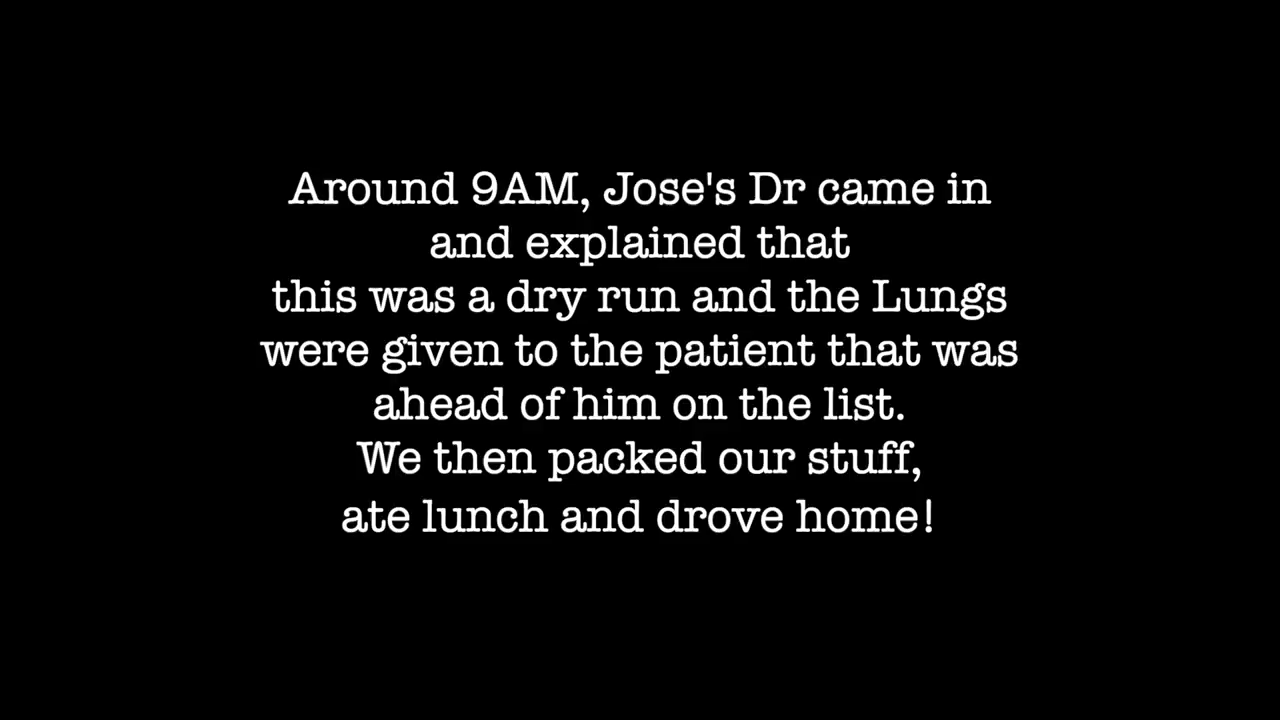 Around 9AM, Jose's Dr came in
and explained that
this was a dry run and the Lungs
were given to the patient that was
ahead of him on the list.
We then packed our stuff,
ate lunch and drove home!